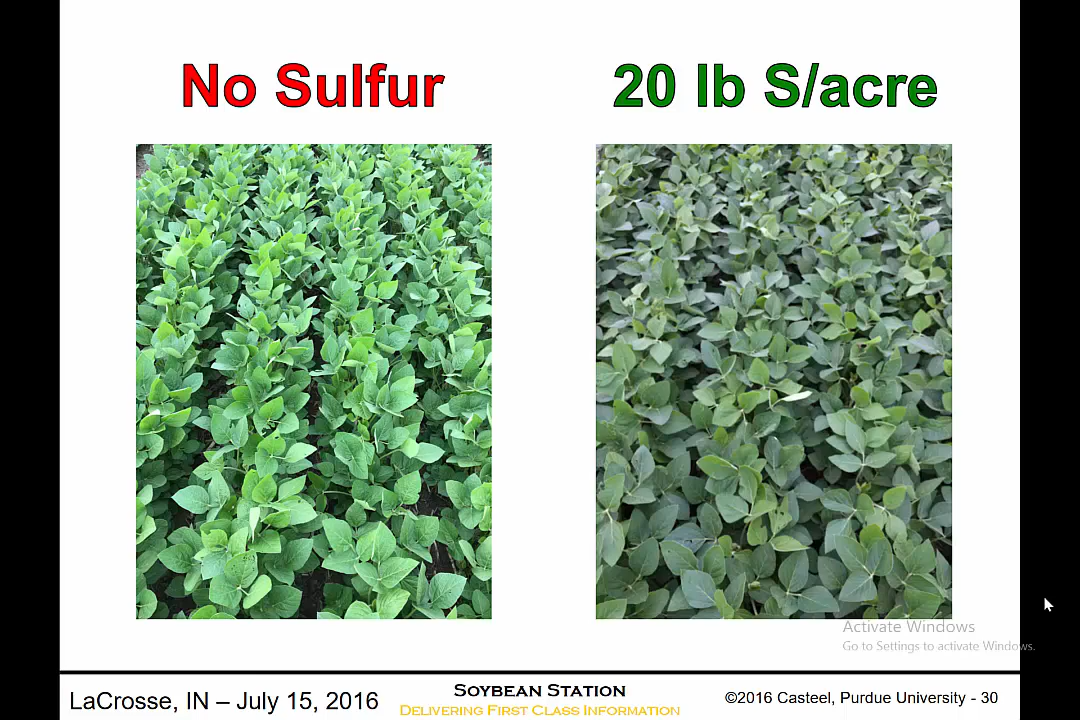 No Sulfur
20 lb S/acre
Activate Windows
Go to Settings to activate Windows.
LaCrosse, IN – July 15, 2016
Soybean Station
Delivering First Class Information
©2016 Casteel, Purdue University - 30